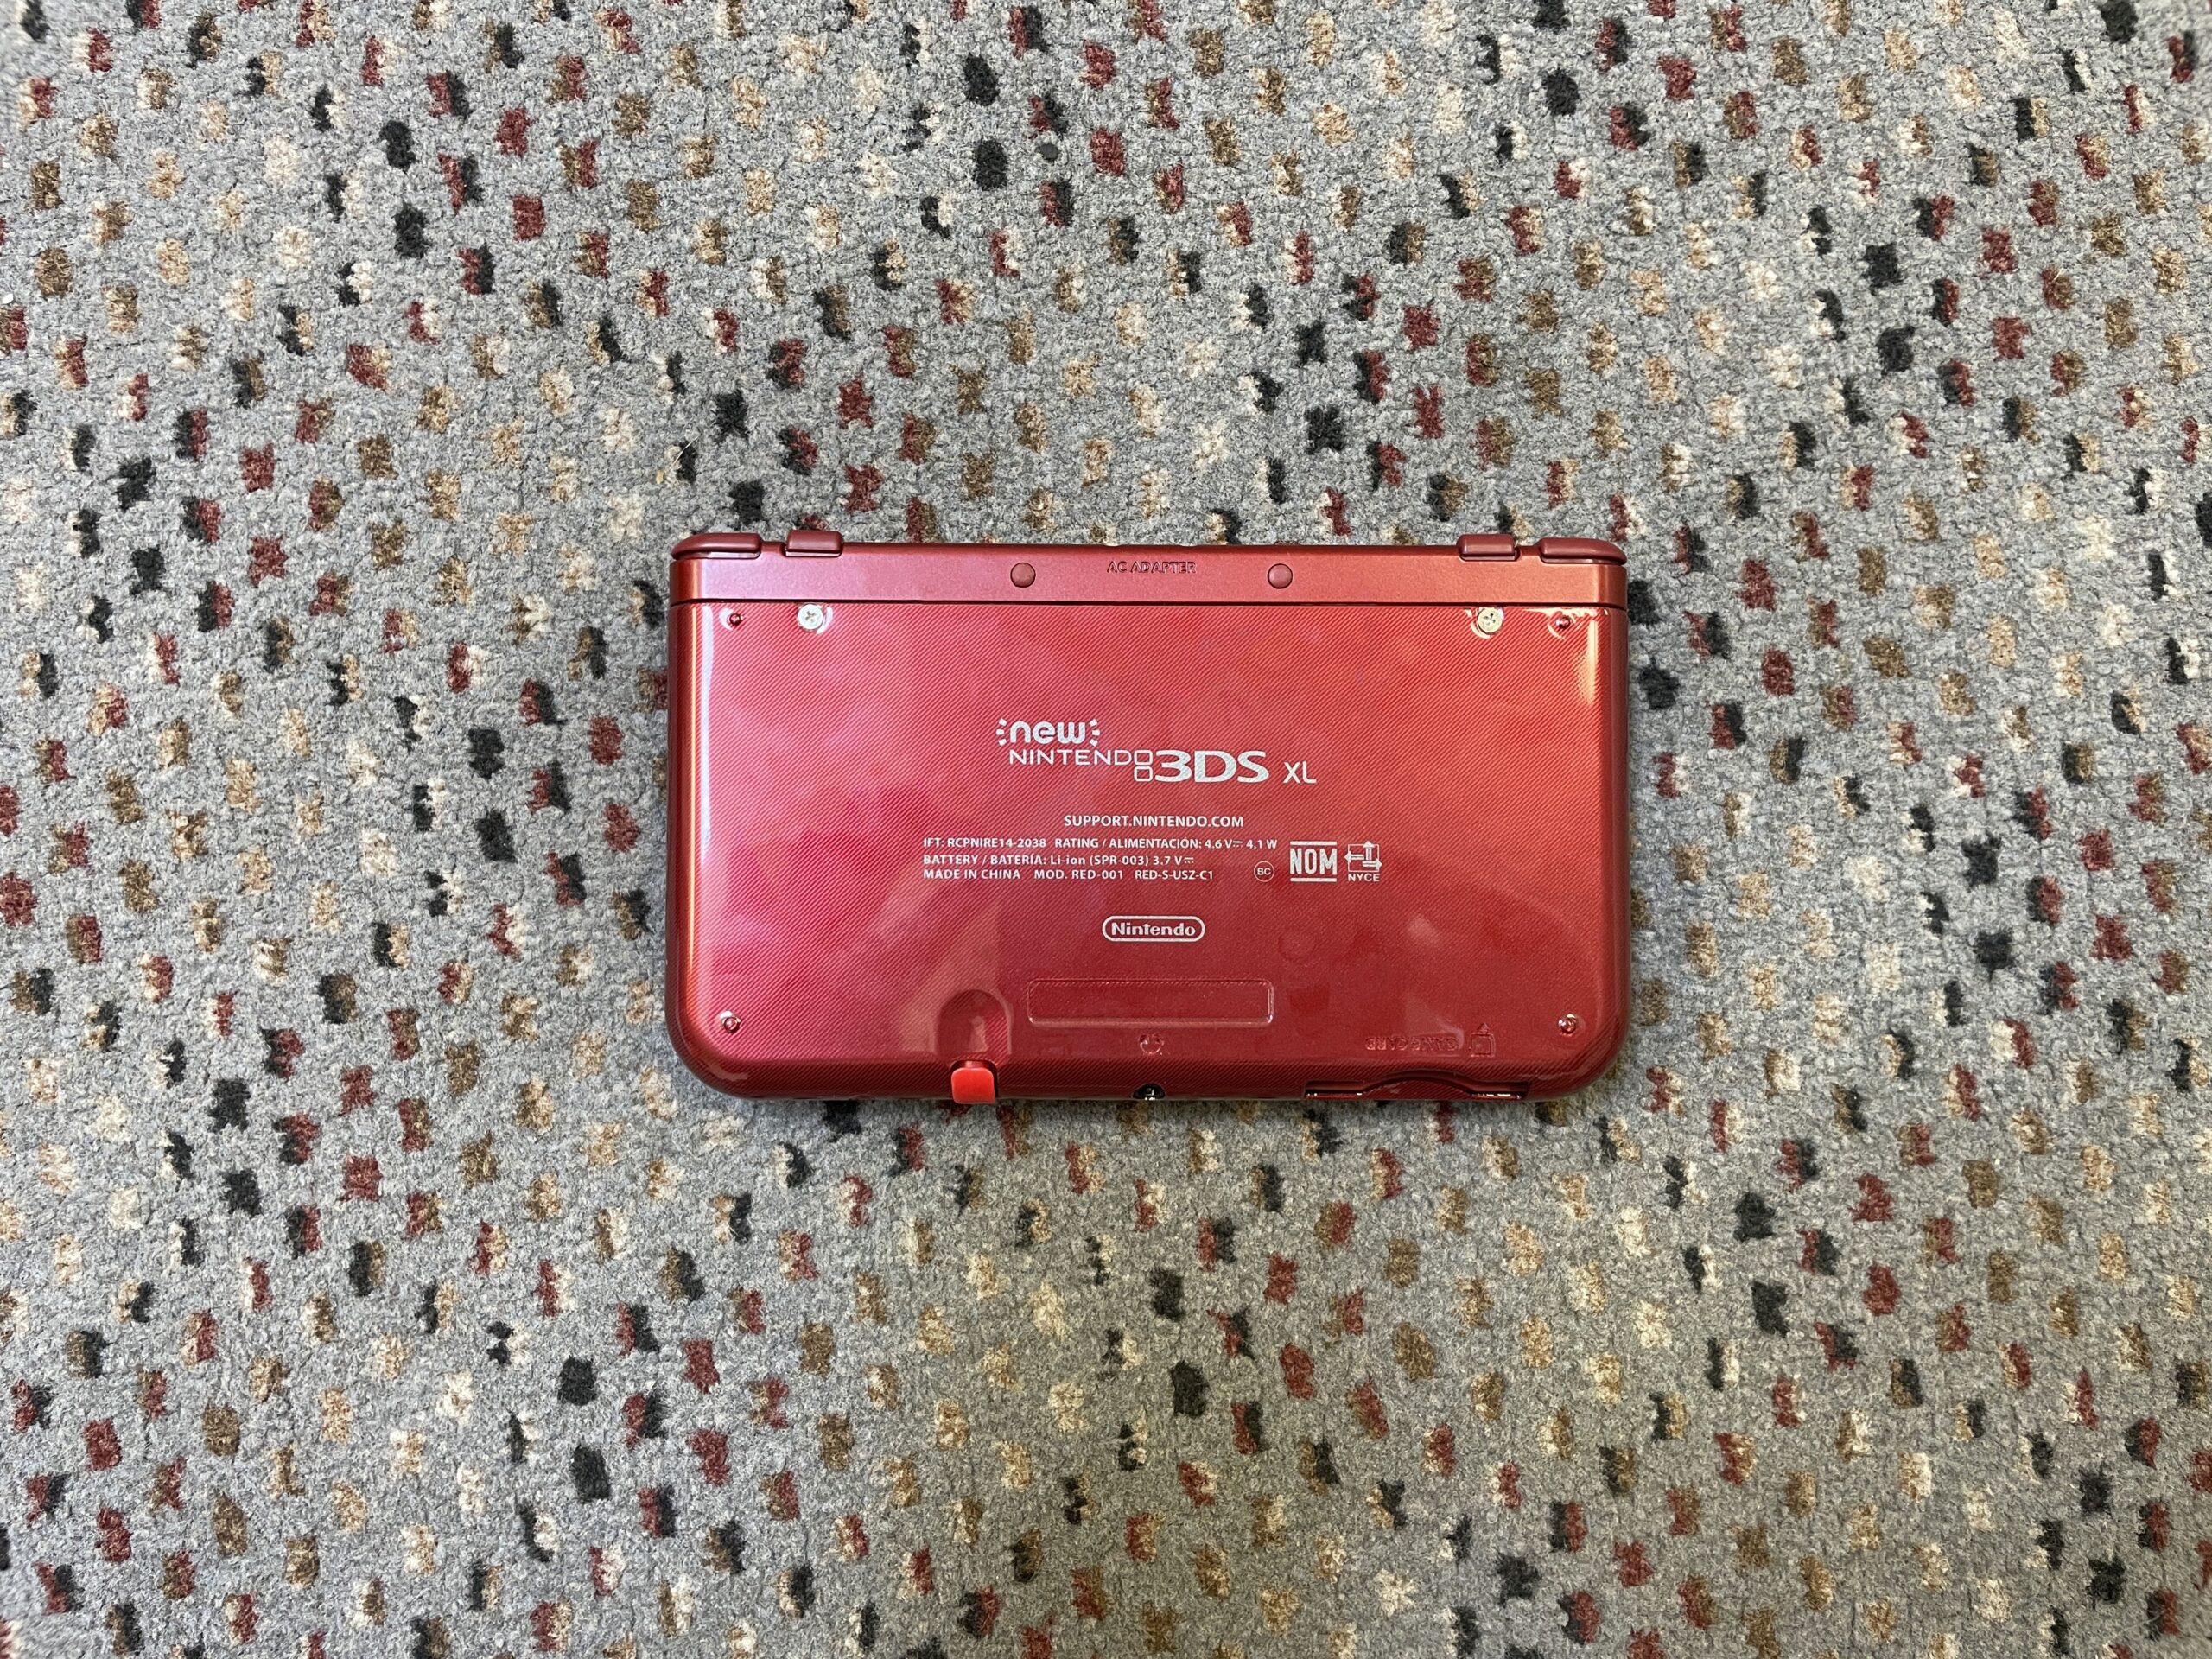 AC ADAPTER
new
NINTENDO 3DS XL
SUPPORT.NINTENDO.COM
IFT: RCPNIRE14-2038 RATING / ALIMENTACIÓN: 4.6 V⎓ 4.1 W
BATTERY / BATERÍA: Li-ion (SPR-003) 3.7 V⎓
MADE IN CHINA MOD. RED-001 RED-S-USZ-C1
BC
NOM
NYCE
Nintendo
GAME CARD